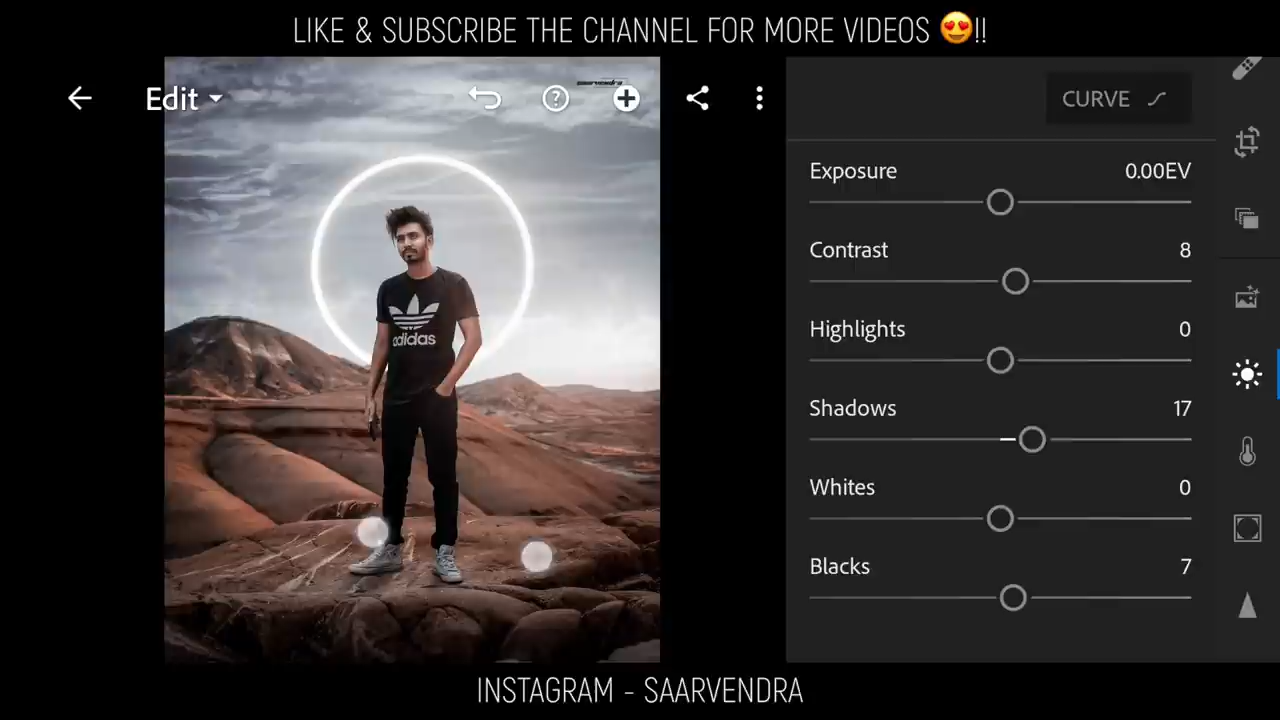 LIKE & SUBSCRIBE THE CHANNEL FOR MORE VIDEOS 😍!!
Edit
CURVE
Exposure 0.00EV
Contrast 8
Highlights 0
Shadows 17
Whites 0
Blacks 7
adidas
INSTAGRAM - SAARVENDRA